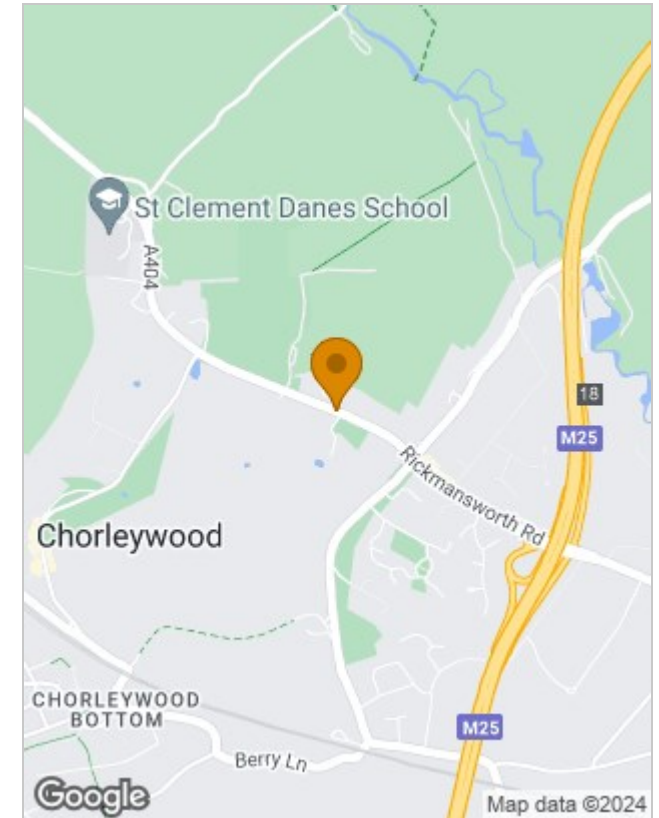 St Clement Danes School
A404
18
M25
Rickmansworth Rd
Chorleywood
CHORLEYWOOD
BOTTOM
M25
Berry Ln
Google
Map data ©2024